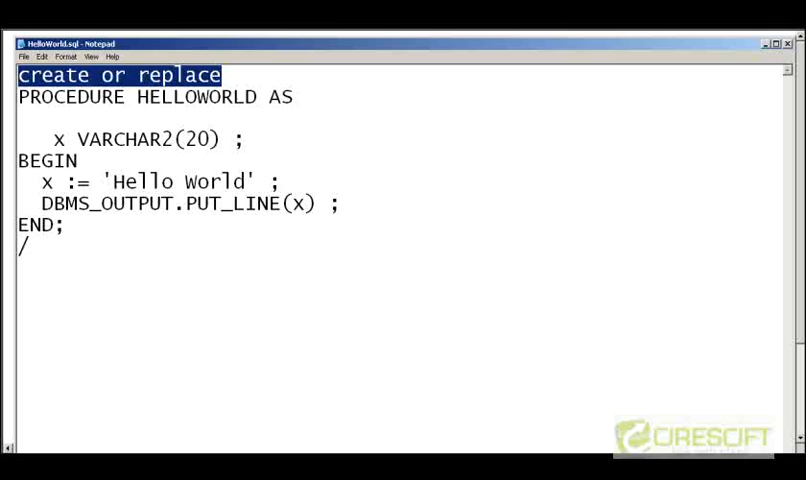 HelloWorld.sql - Notepad
File Edit Format View Help
create or replace
PROCEDURE HELLOWORLD AS
x VARCHAR2(20) ;
BEGIN
x := 'Hello World' ;
DBMS_OUTPUT.PUT_LINE(x) ;
END;
/
CIRESOFT